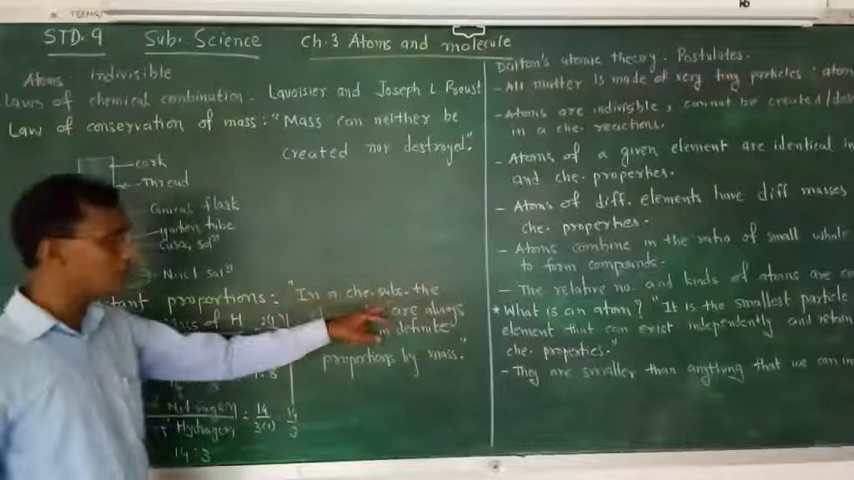 STD. 9 Sub. Science Ch. 3 Atoms and molecule
Atoms. indivisible
Laws of chemical combination. Lavoisier and Joseph L Proust
Law of conservation of mass: "Mass can neither be
created nor destroyed."
cork
Thread
Conical flask
ignition tube
CuSO4 solⁿ
NaCl solⁿ
proportions: "In a che. subs. the
are always
in definite
proportions by mass."
Nitrogen = 14 : 14
Hydrogen 3(1) 3
14:3
Dalton's atomic theory. Postulates.
- All matter is made of very tiny particles: atom
- Atoms are indivisible, cannot be created/
in a che. reactions.
- Atoms of a given element are identical in
and che. properties.
- Atoms of diff. elements have diff masses
che. properties.
- Atoms combine in the ratio of small whole
to form compounds.
- The relative no. and kinds of atoms are
* What is an atom? "It is the smallest particle
element that can exist independently and retain
che. properties."
- They are smaller than anything that we can